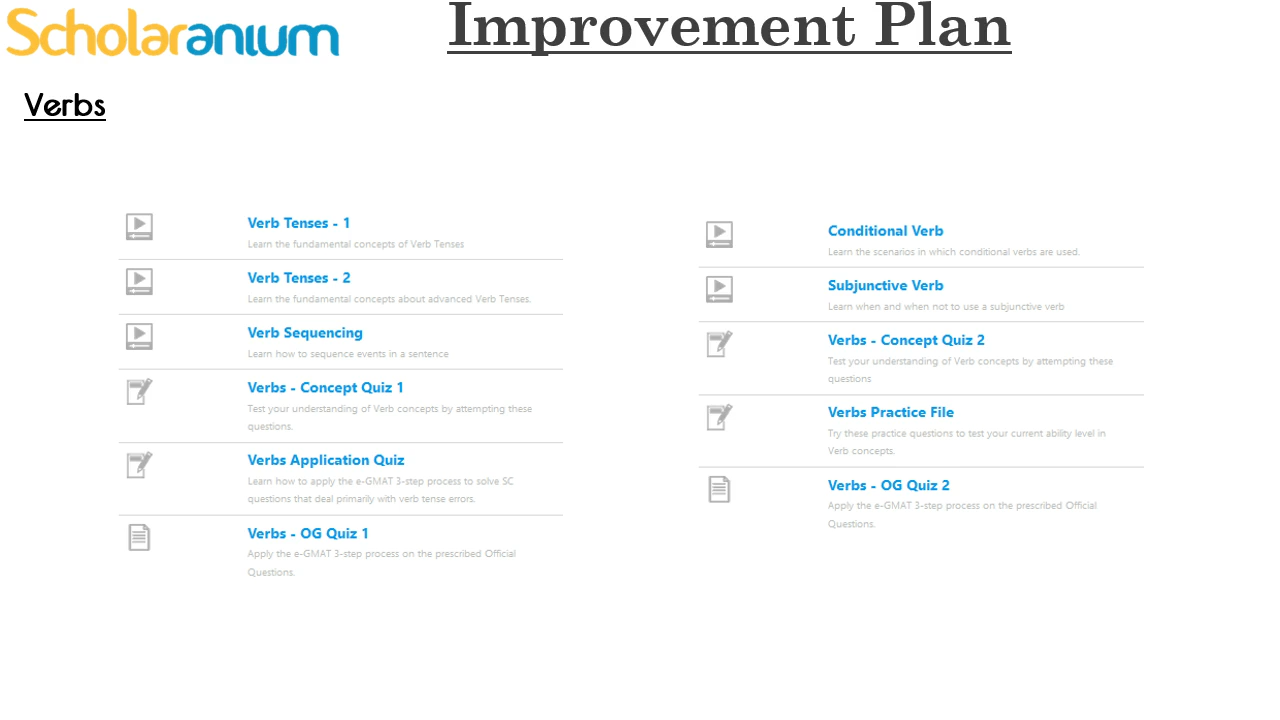 Scholaranium
Improvement Plan
Verbs
Verb Tenses - 1
Learn the fundamental concepts of Verb Tenses
Verb Tenses - 2
Learn the fundamental concepts about advanced Verb Tenses.
Verb Sequencing
Learn how to sequence events in a sentence
Verbs - Concept Quiz 1
Test your understanding of Verb concepts by attempting these
questions.
Verbs Application Quiz
Learn how to apply the e-GMAT 3-step process to solve SC
questions that deal primarily with verb tense errors.
Verbs - OG Quiz 1
Apply the e-GMAT 3-step process on the prescribed Official
Questions.
Conditional Verb
Learn the scenarios in which conditional verbs are used.
Subjunctive Verb
Learn when and when not to use a subjunctive verb
Verbs - Concept Quiz 2
Test your understanding of Verb concepts by attempting these
questions
Verbs Practice File
Try these practice questions to test your current ability level in
Verb concepts.
Verbs - OG Quiz 2
Apply the e-GMAT 3-step process on the prescribed Official
Questions.